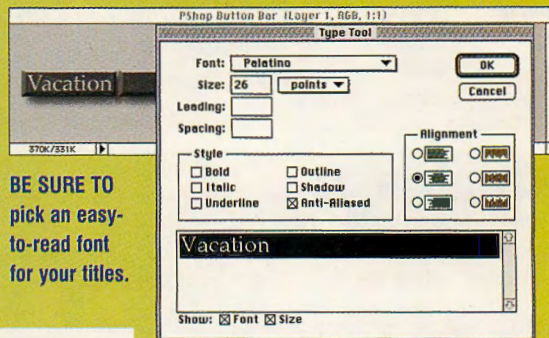 PShop Button Bar (Layer 1, RGB, 1:1)
Type Tool
Font: Palatino
OK
Size: 26 points
Cancel
Leading:
Spacing:
Alignment
Style
Bold
Outline
Italic
Shadow
Underline
Anti-Aliased
Vacation
Show: Font Size
Vacation
370K/331K
BE SURE TO
pick an easy-
to-read font
for your titles.